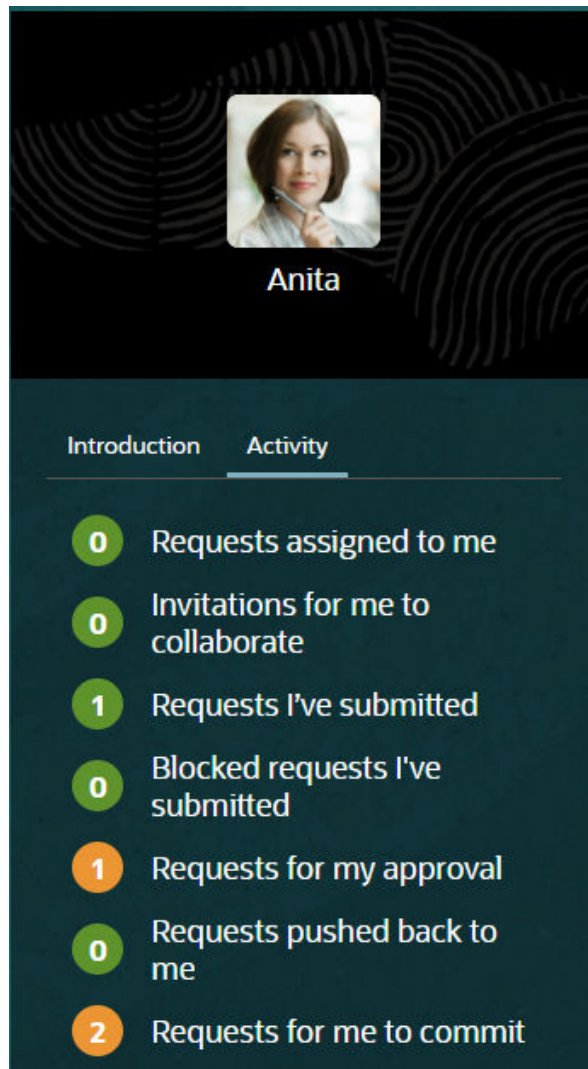 Anita
Introduction Activity
0 Requests assigned to me
0 Invitations for me to
collaborate
1 Requests I've submitted
0 Blocked requests I've
submitted
1 Requests for my approval
0 Requests pushed back to
me
2 Requests for me to commit